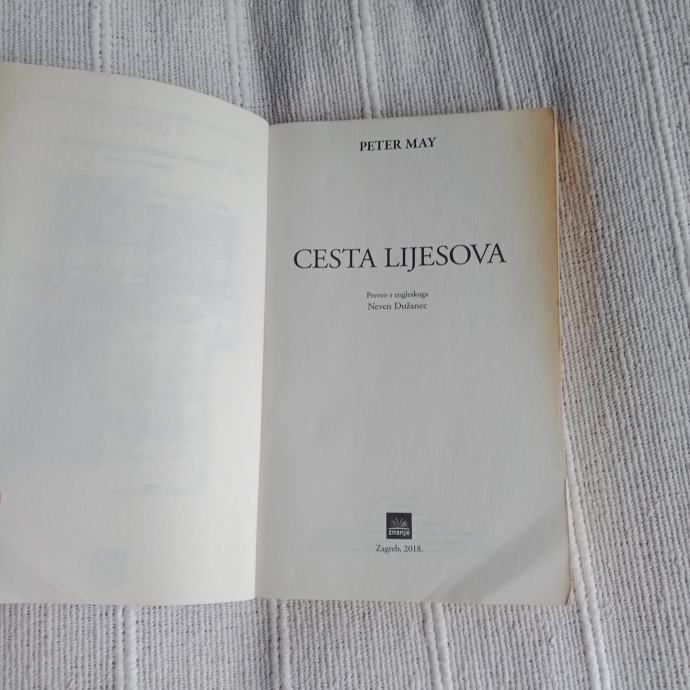 PETER MAY
CESTA LIJESOVA
Preveo s engleskoga
Neven Dužanec
znanje
Zagreb, 2018.